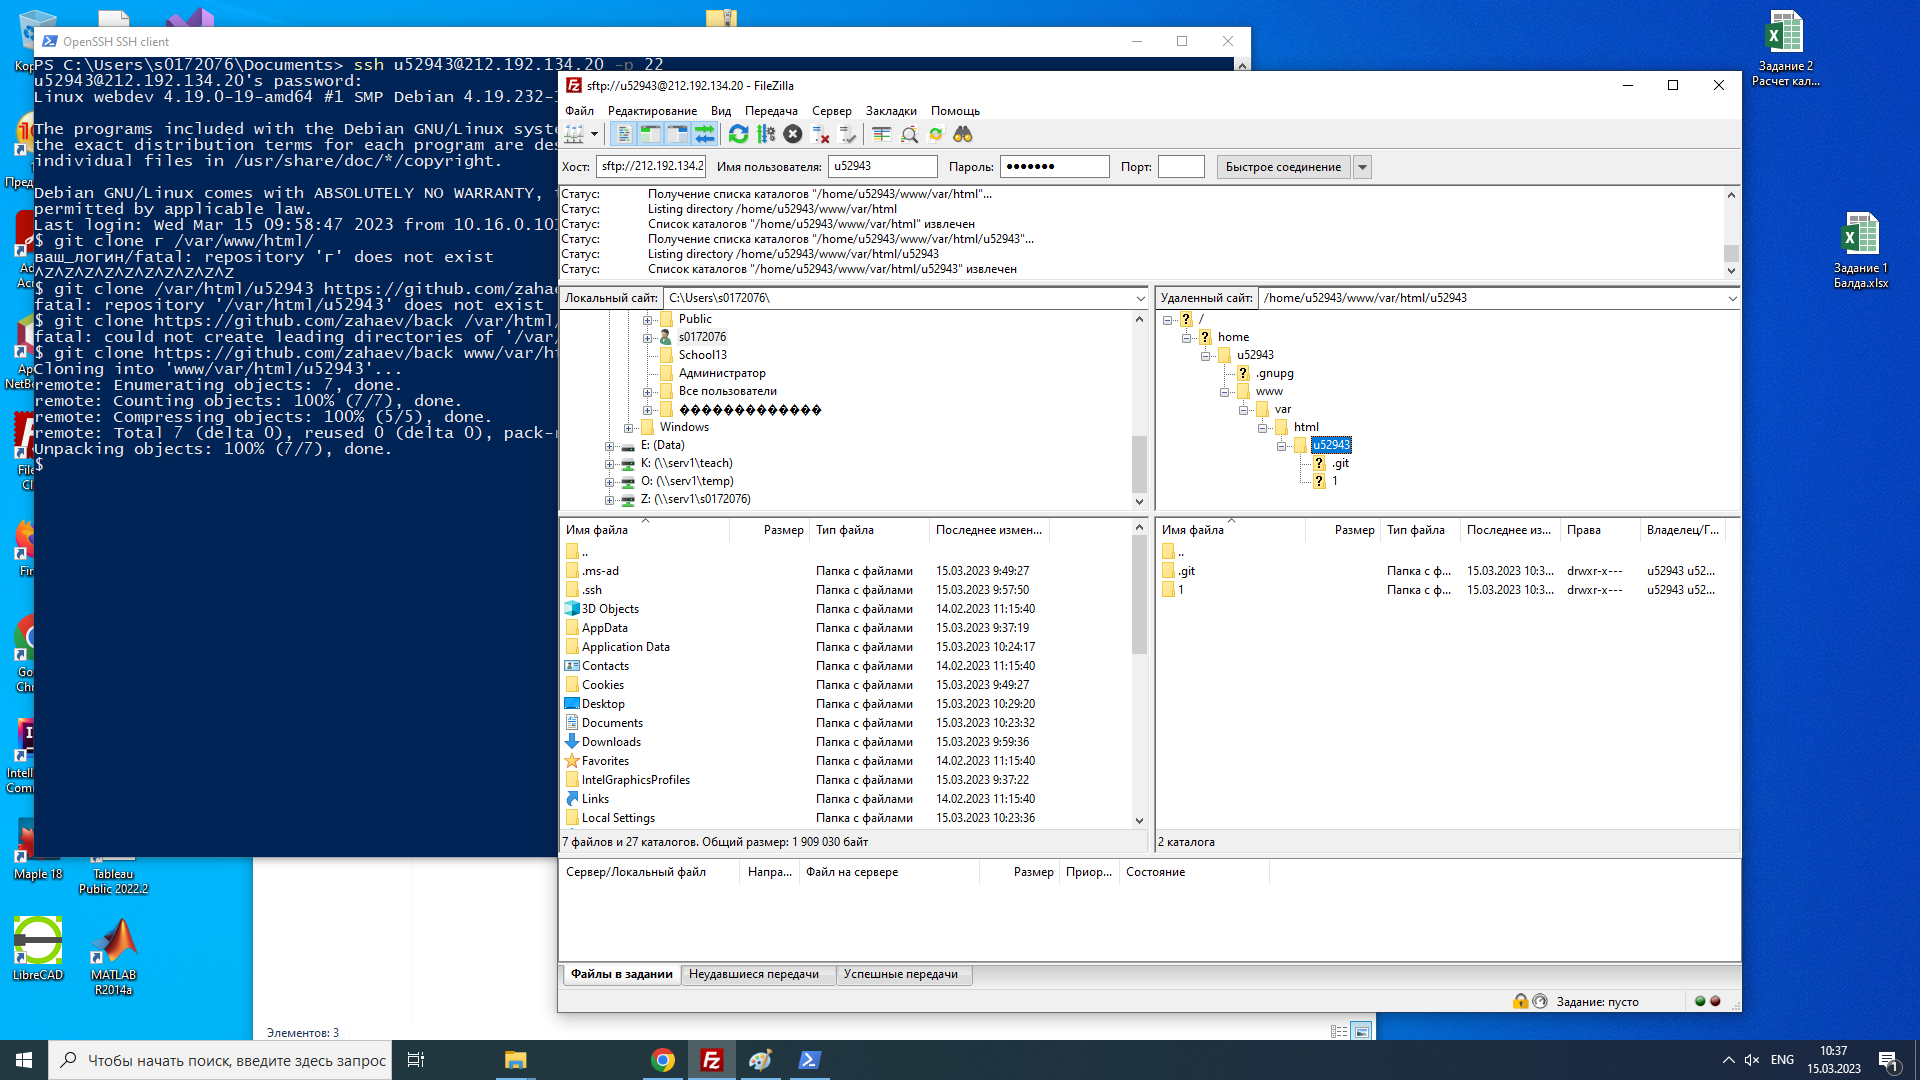 OpenSSH SSH client
PS C:\Users\s0172076\Documents> ssh u52943@212.192.134.20 -p 22
u52943@212.192.134.20's password:
Linux webdev 4.19.0-19-amd64 #1 SMP Debian 4.19.232-
The programs included with the Debian GNU/Linux syst
the exact distribution terms for each program are des
individual files in /usr/share/doc/*/copyright.
Debian GNU/Linux comes with ABSOLUTELY NO WARRANTY,
permitted by applicable law.
Last login: Wed Mar 15 09:58:47 2023 from 10.16.0.10
$ git clone r /var/www/html/
ваш_логин/fatal: repository 'r' does not exist
^Z^Z^Z^Z^Z^Z^Z^Z^Z^Z
$ git clone /var/html/u52943 https://github.com/zahae
fatal: repository '/var/html/u52943' does not exist
$ git clone https://github.com/zahaev/back /var/html/
fatal: could not create leading directories of '/var/
$ git clone https://github.com/zahaev/back www/var/ht
Cloning into 'www/var/html/u52943'...
remote: Enumerating objects: 7, done.
remote: Counting objects: 100% (7/7), done.
remote: Compressing objects: 100% (5/5), done.
remote: Total 7 (delta 0), reused 0 (delta 0), pack-
Unpacking objects: 100% (7/7), done.
$
sftp://u52943@212.192.134.20 - FileZilla
Файл Редактирование Вид Передача Сервер Закладки Помощь
Хост: sftp://212.192.134.2 Имя пользователя: u52943 Пароль: ●●●●●●● Порт: Быстрое соединение
Статус: Получение списка каталогов "/home/u52943/www/var/html"...
Статус: Listing directory /home/u52943/www/var/html
Статус: Список каталогов "/home/u52943/www/var/html" извлечен
Статус: Получение списка каталогов "/home/u52943/www/var/html/u52943"...
Статус: Listing directory /home/u52943/www/var/html/u52943
Статус: Список каталогов "/home/u52943/www/var/html/u52943" извлечен
Локальный сайт: C:\Users\s0172076\
Public
s0172076
School13
Администратор
Все пользователи
���������������
Windows
E: (Data)
K: (\\serv1\teach)
O: (\\serv1\temp)
Z: (\\serv1\s0172076)
Удаленный сайт: /home/u52943/www/var/html/u52943
/
home
u52943
.gnupg
www
var
html
u52943
.git
1
Имя файла Размер Тип файла Последнее измен...
..
.ms-ad Папка с файлами 15.03.2023 9:49:27
.ssh Папка с файлами 15.03.2023 9:57:50
3D Objects Папка с файлами 14.02.2023 11:15:40
AppData Папка с файлами 15.03.2023 9:37:19
Application Data Папка с файлами 15.03.2023 10:24:17
Contacts Папка с файлами 14.02.2023 11:15:40
Cookies Папка с файлами 15.03.2023 9:49:27
Desktop Папка с файлами 15.03.2023 10:29:20
Documents Папка с файлами 15.03.2023 10:23:32
Downloads Папка с файлами 15.03.2023 9:59:36
Favorites Папка с файлами 14.02.2023 11:15:40
IntelGraphicsProfiles Папка с файлами 15.03.2023 9:37:22
Links Папка с файлами 14.02.2023 11:15:40
Local Settings Папка с файлами 15.03.2023 10:23:36
7 файлов и 27 каталогов. Общий размер: 1 909 030 байт
Имя файла Размер Тип файла Последнее из... Права Владелец/Г...
..
.git Папка с ф... 15.03.2023 10:3... drwxr-x--- u52943 u52...
1 Папка с ф... 15.03.2023 10:3... drwxr-x--- u52943 u52...
2 каталога
Сервер/Локальный файл Напра... Файл на сервере Размер Приор... Состояние
Файлы в задании Неудавшиеся передачи Успешные передачи
Задание: пусто
Задание 2
Расчет кал...
Задание 1
Балда.xlsx
Maple 18
Tableau
Public 2022.2
LibreCAD
MATLAB
R2014a
Элементов: 3
Чтобы начать поиск, введите здесь запрос
ENG
10:37
15.03.2023
1